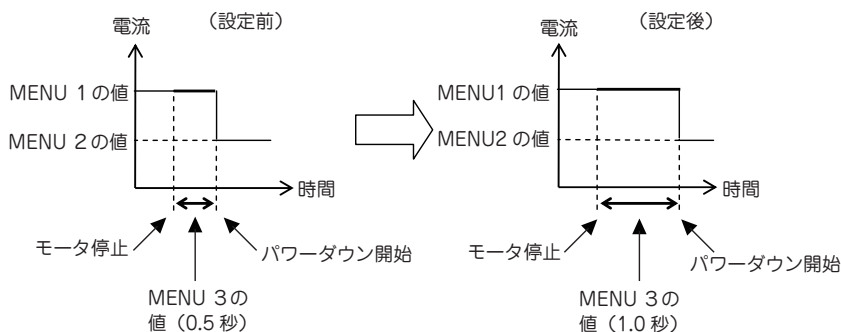 電流
（設定前）
MENU 1の値
MENU 2の値
時間
モータ停止
パワーダウン開始
MENU 3の
値（0.5 秒）
電流
（設定後）
MENU1 の値
MENU2 の値
時間
モータ停止
パワーダウン開始
MENU 3の
値（1.0 秒）